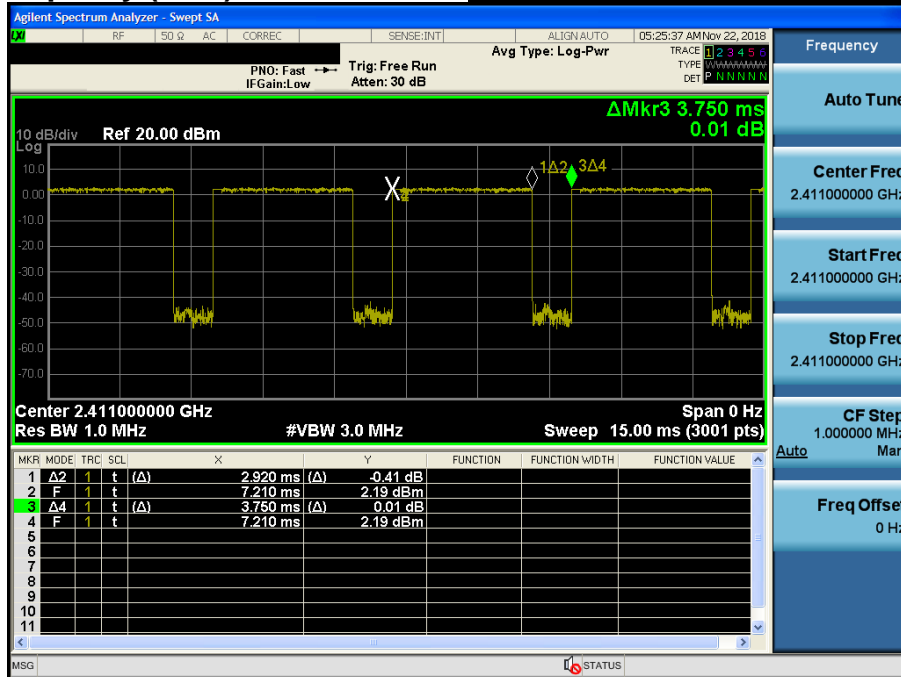 Agilent Spectrum Analyzer - Swept SA
LXI RF 50 Ω AC CORREC SENSE:INT ALIGN AUTO 05:25:37 AM Nov 22, 2018
Avg Type: Log-Pwr TRACE 1 2 3 4 5 6
PNO: Fast Trig: Free Run TYPE WWWWWW
IFGain:Low Atten: 30 dB DET P N N N N N
ΔMkr3 3.750 ms
0.01 dB
10 dB/div Ref 20.00 dBm
Log
10.0
0.00
-10.0
-20.0
-30.0
-40.0
-50.0
-60.0
-70.0
1Δ2 3Δ4
X
Center 2.411000000 GHz Span 0 Hz
Res BW 1.0 MHz #VBW 3.0 MHz Sweep 15.00 ms (3001 pts)
MKR MODE TRC SCL X Y FUNCTION FUNCTION WIDTH FUNCTION VALUE
1 Δ2 1 t (Δ) 2.920 ms (Δ) -0.41 dB
2 F 1 t 7.210 ms 2.19 dBm
3 Δ4 1 t (Δ) 3.750 ms (Δ) 0.01 dB
4 F 1 t 7.210 ms 2.19 dBm
5
6
7
8
9
10
11
MSG STATUS
Frequency
Auto Tune
Center Freq
2.411000000 GHz
Start Freq
2.411000000 GHz
Stop Freq
2.411000000 GHz
CF Step
1.000000 MHz
Auto Man
Freq Offset
0 Hz